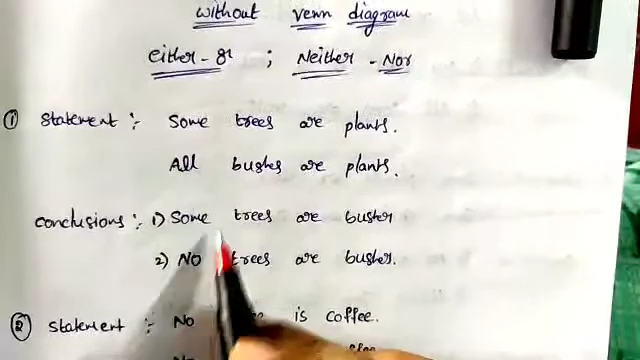 without venn diagram
either-or ; Neither-Nor
① Statement :- Some trees are plants.
All bushes are plants.
Conclusions :- 1) Some trees are bushes
2) No trees are bushes.
② Statement :- No is coffee.